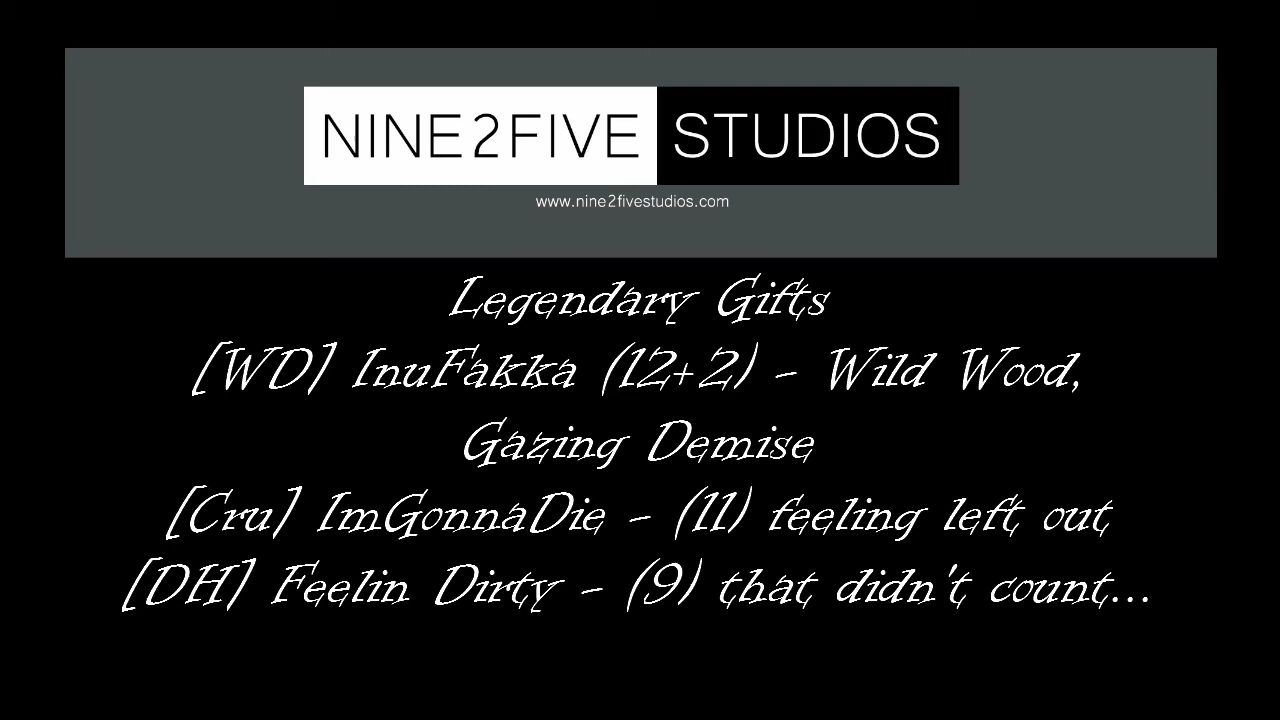 NINE2FIVE STUDIOS
www.nine2fivestudios.com
Legendary Gifts
[WD] InuFakka (12+2) - Wild Wood,
Gazing Demise
[Cru] ImGonnaDie - (11) feeling left out
[DH] Feelin Dirty - (9) that didn't count...